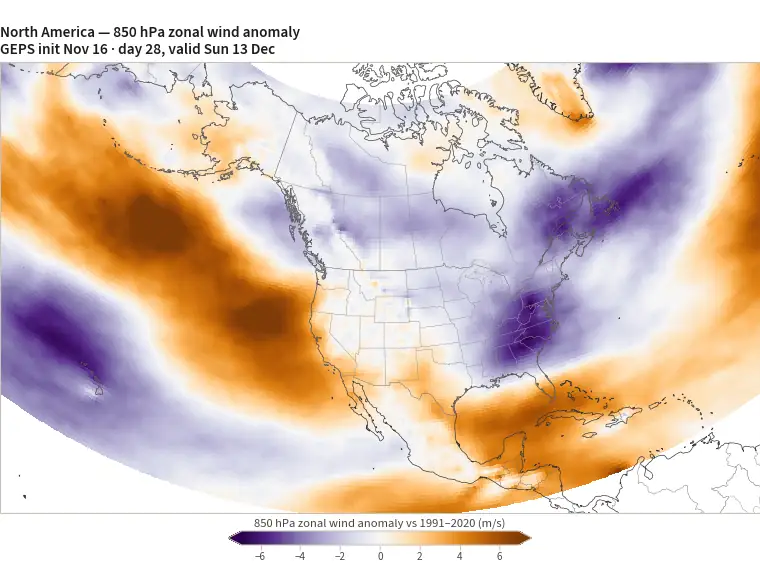 North America — 850 hPa zonal wind anomaly
GEPS init Nov 16 · day 28, valid Sun 13 Dec
850 hPa zonal wind anomaly vs 1991–2020 (m/s)
−6 −4 −2 0 2 4 6